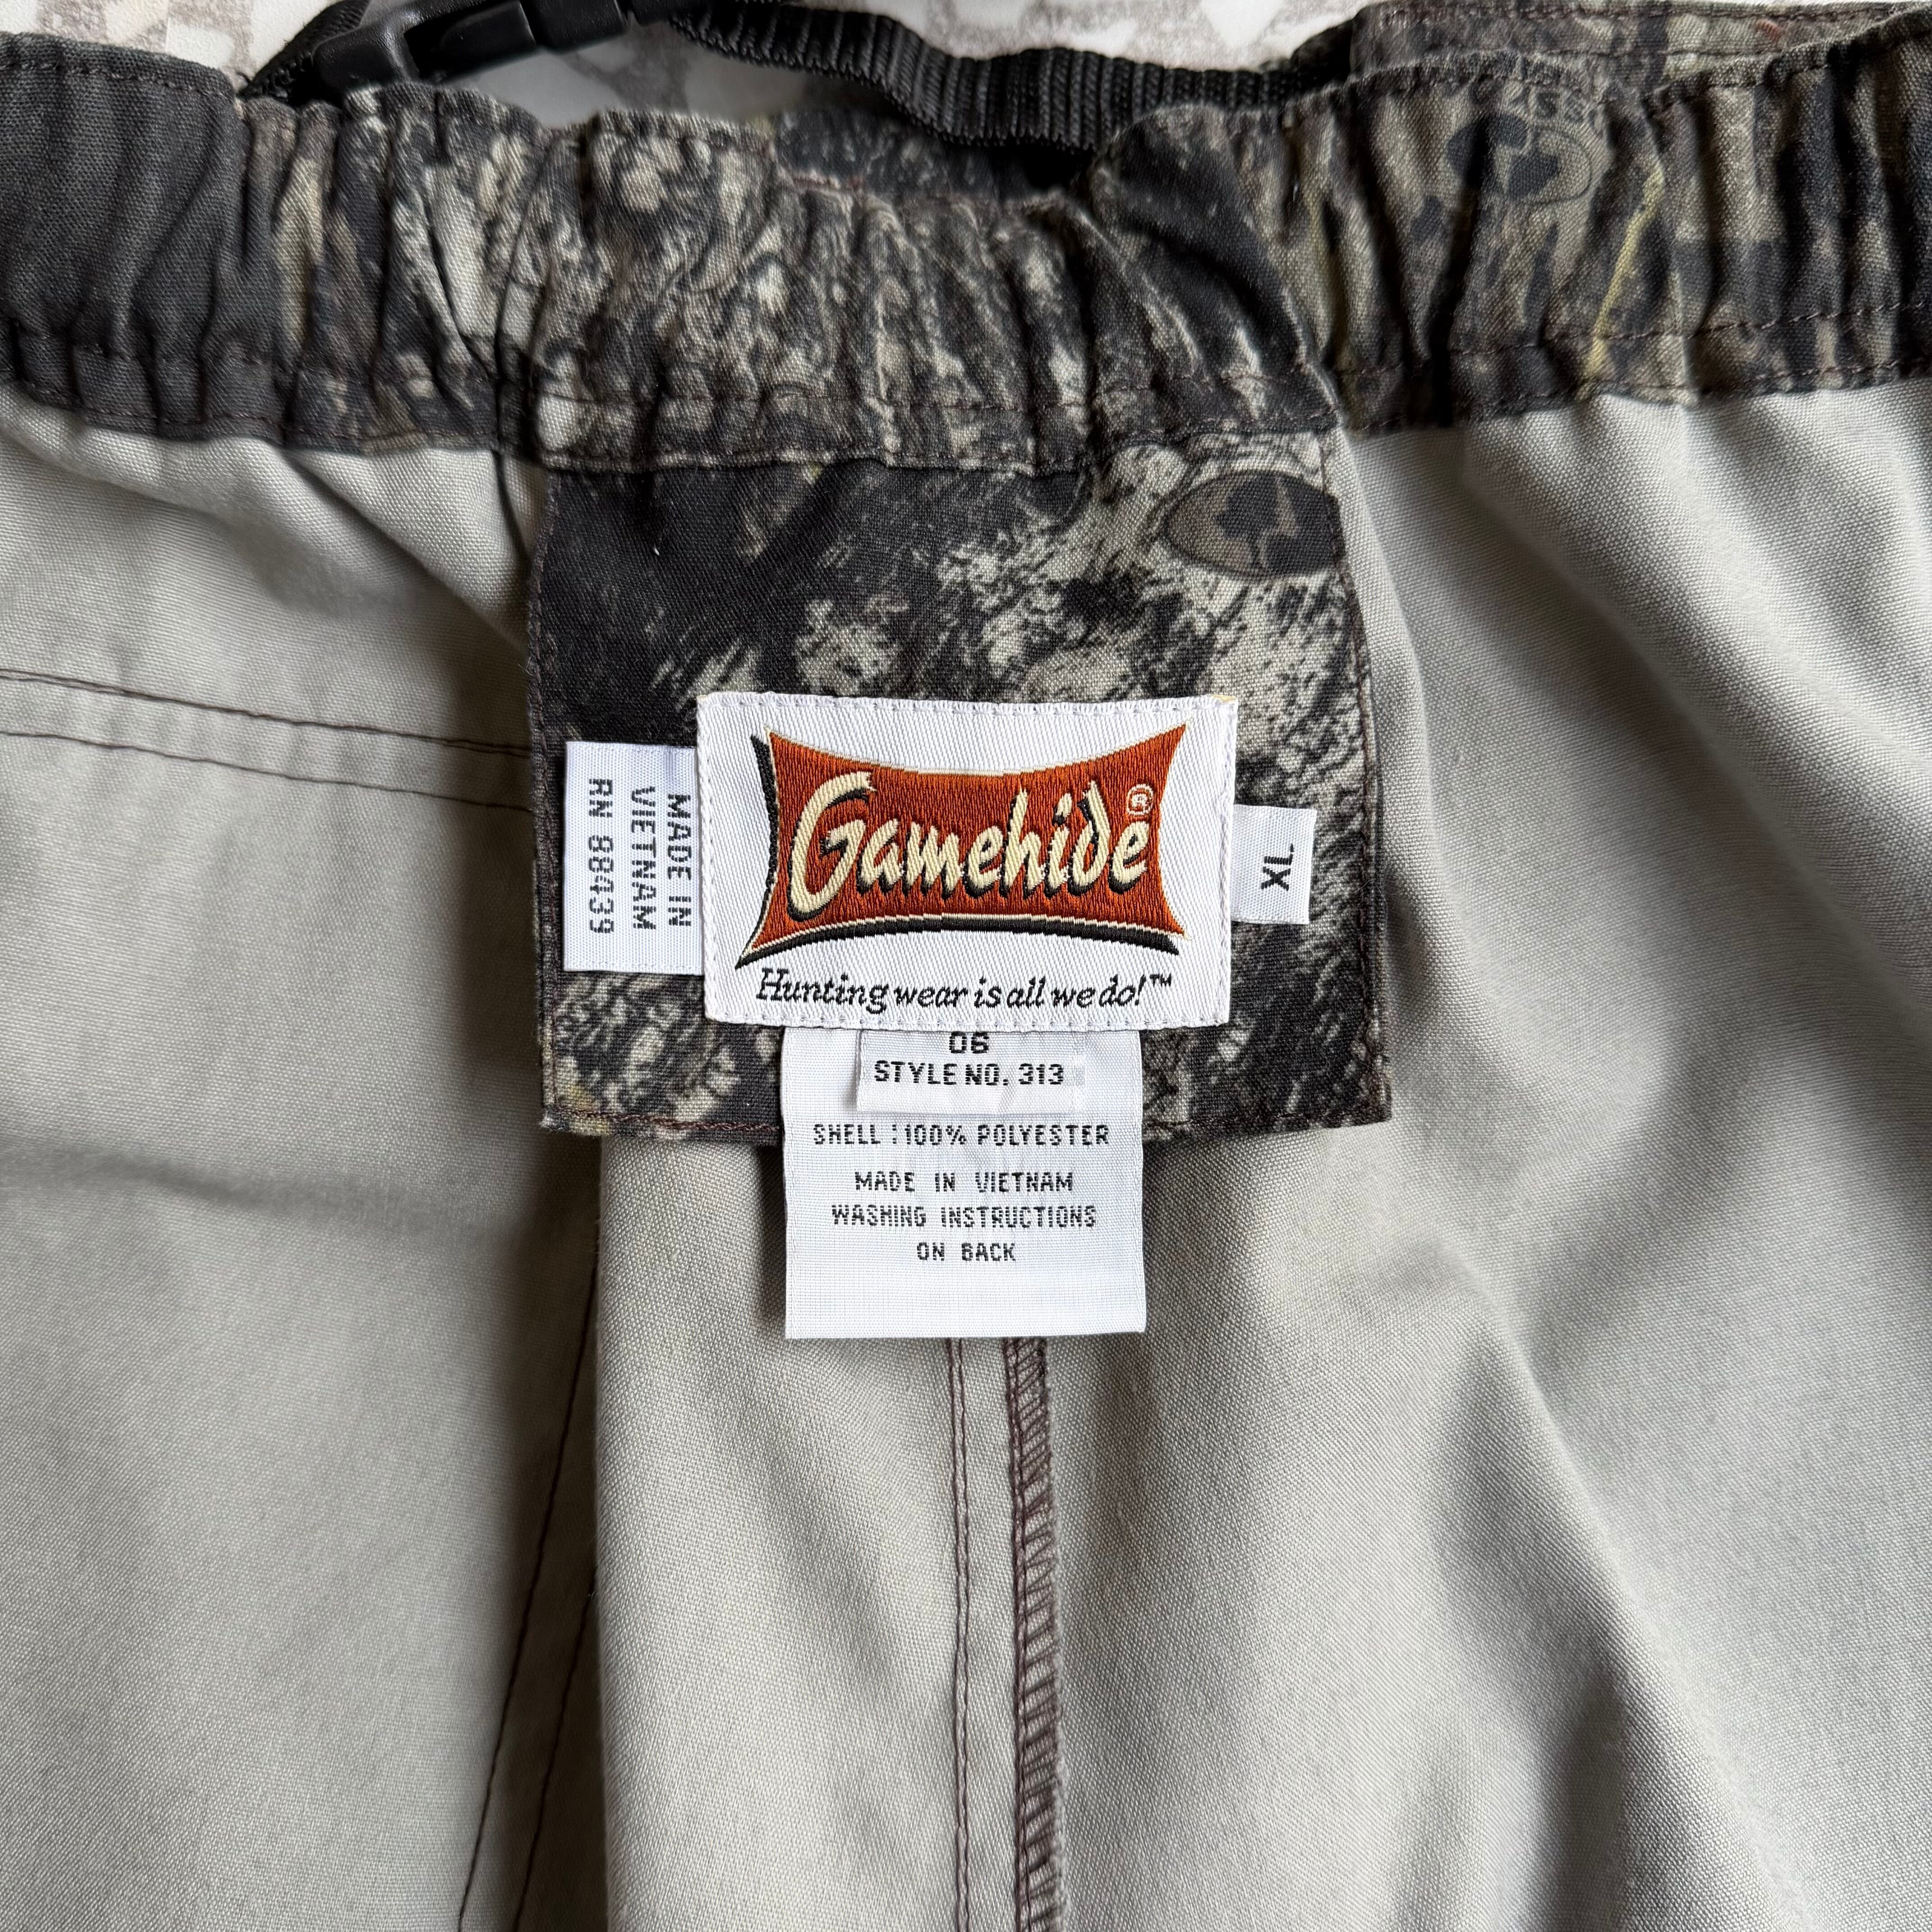 MADE IN
VIETNAM
RN 88439
Gamehide®
Hunting wear is all we do!™
XL
06
STYLE NO. 313
SHELL : 100% POLYESTER
MADE IN VIETNAM
WASHING INSTRUCTIONS
ON BACK